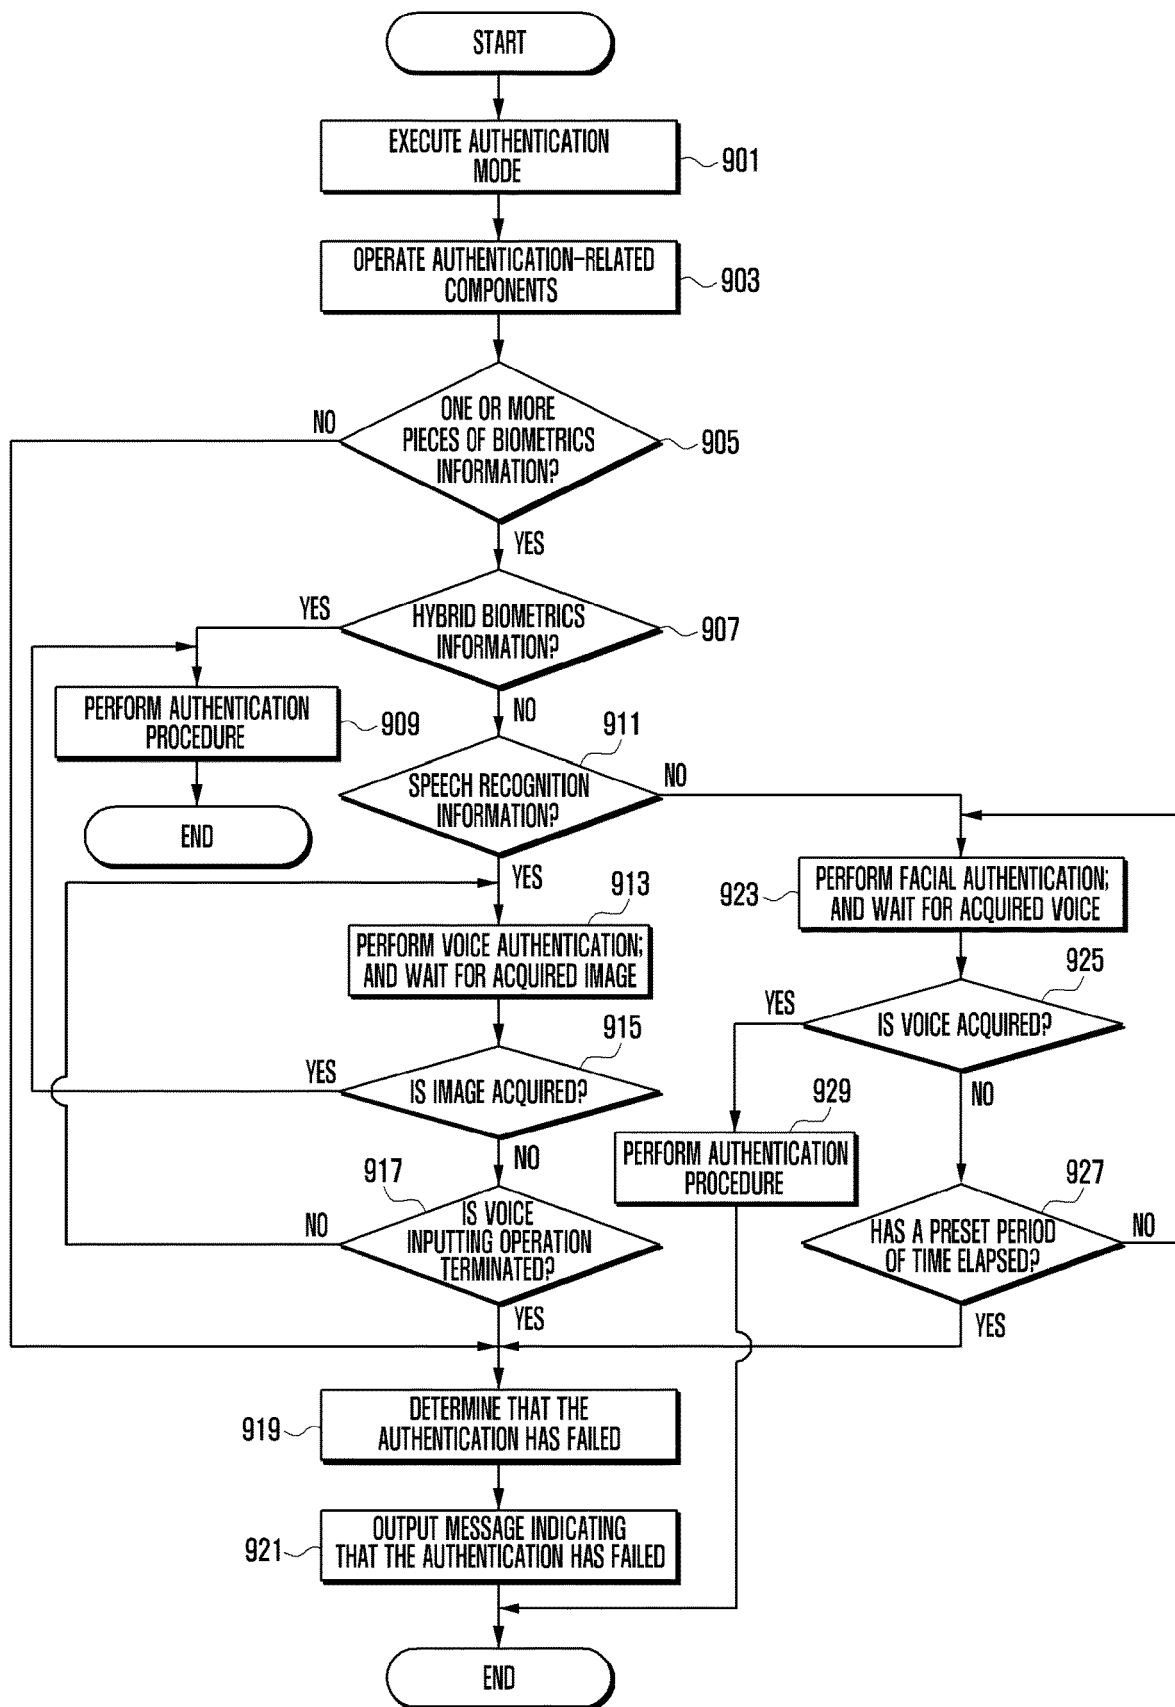 START
EXECUTE AUTHENTICATION
MODE
901
OPERATE AUTHENTICATION-RELATED
COMPONENTS
903
NO
ONE OR MORE
PIECES OF BIOMETRICS
INFORMATION?
905
YES
YES
HYBRID BIOMETRICS
INFORMATION?
907
NO
PERFORM AUTHENTICATION
PROCEDURE
909
END
911
SPEECH RECOGNITION
INFORMATION?
NO
YES
913
PERFORM VOICE AUTHENTICATION;
AND WAIT FOR ACQUIRED IMAGE
923
PERFORM FACIAL AUTHENTICATION;
AND WAIT FOR ACQUIRED VOICE
925
YES
IS VOICE ACQUIRED?
NO
915
YES
IS IMAGE ACQUIRED?
NO
929
PERFORM AUTHENTICATION
PROCEDURE
917
NO
IS VOICE
INPUTTING OPERATION
TERMINATED?
YES
927
HAS A PRESET PERIOD
OF TIME ELAPSED?
NO
YES
919
DETERMINE THAT THE
AUTHENTICATION HAS FAILED
921
OUTPUT MESSAGE INDICATING
THAT THE AUTHENTICATION HAS FAILED
END